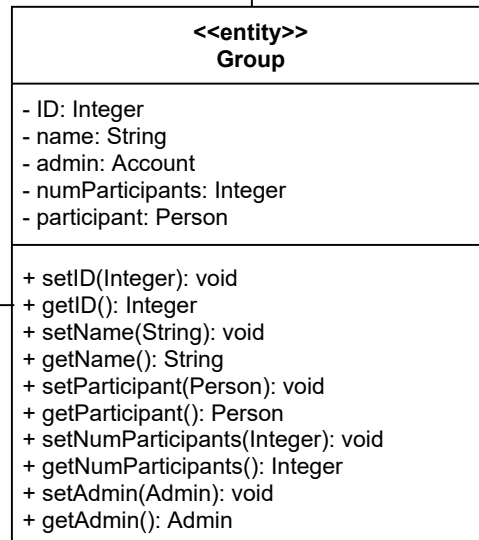 <<entity>>
Group
- ID: Integer
- name: String
- admin: Account
- numParticipants: Integer
- participant: Person
+ setID(Integer): void
+ getID(): Integer
+ setName(String): void
+ getName(): String
+ setParticipant(Person): void
+ getParticipant(): Person
+ setNumParticipants(Integer): void
+ getNumParticipants(): Integer
+ setAdmin(Admin): void
+ getAdmin(): Admin